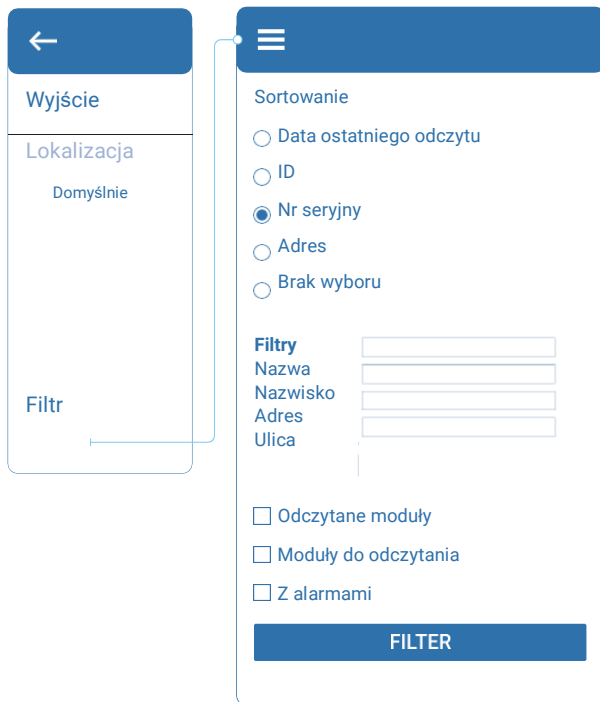 Wyjście
Lokalizacja
Domyślnie
Filtr
Sortowanie
Data ostatniego odczytu
ID
Nr seryjny
Adres
Brak wyboru
Filtry
Nazwa
Nazwisko
Adres
Ulica
Odczytane moduły
Moduły do odczytania
Z alarmami
FILTER